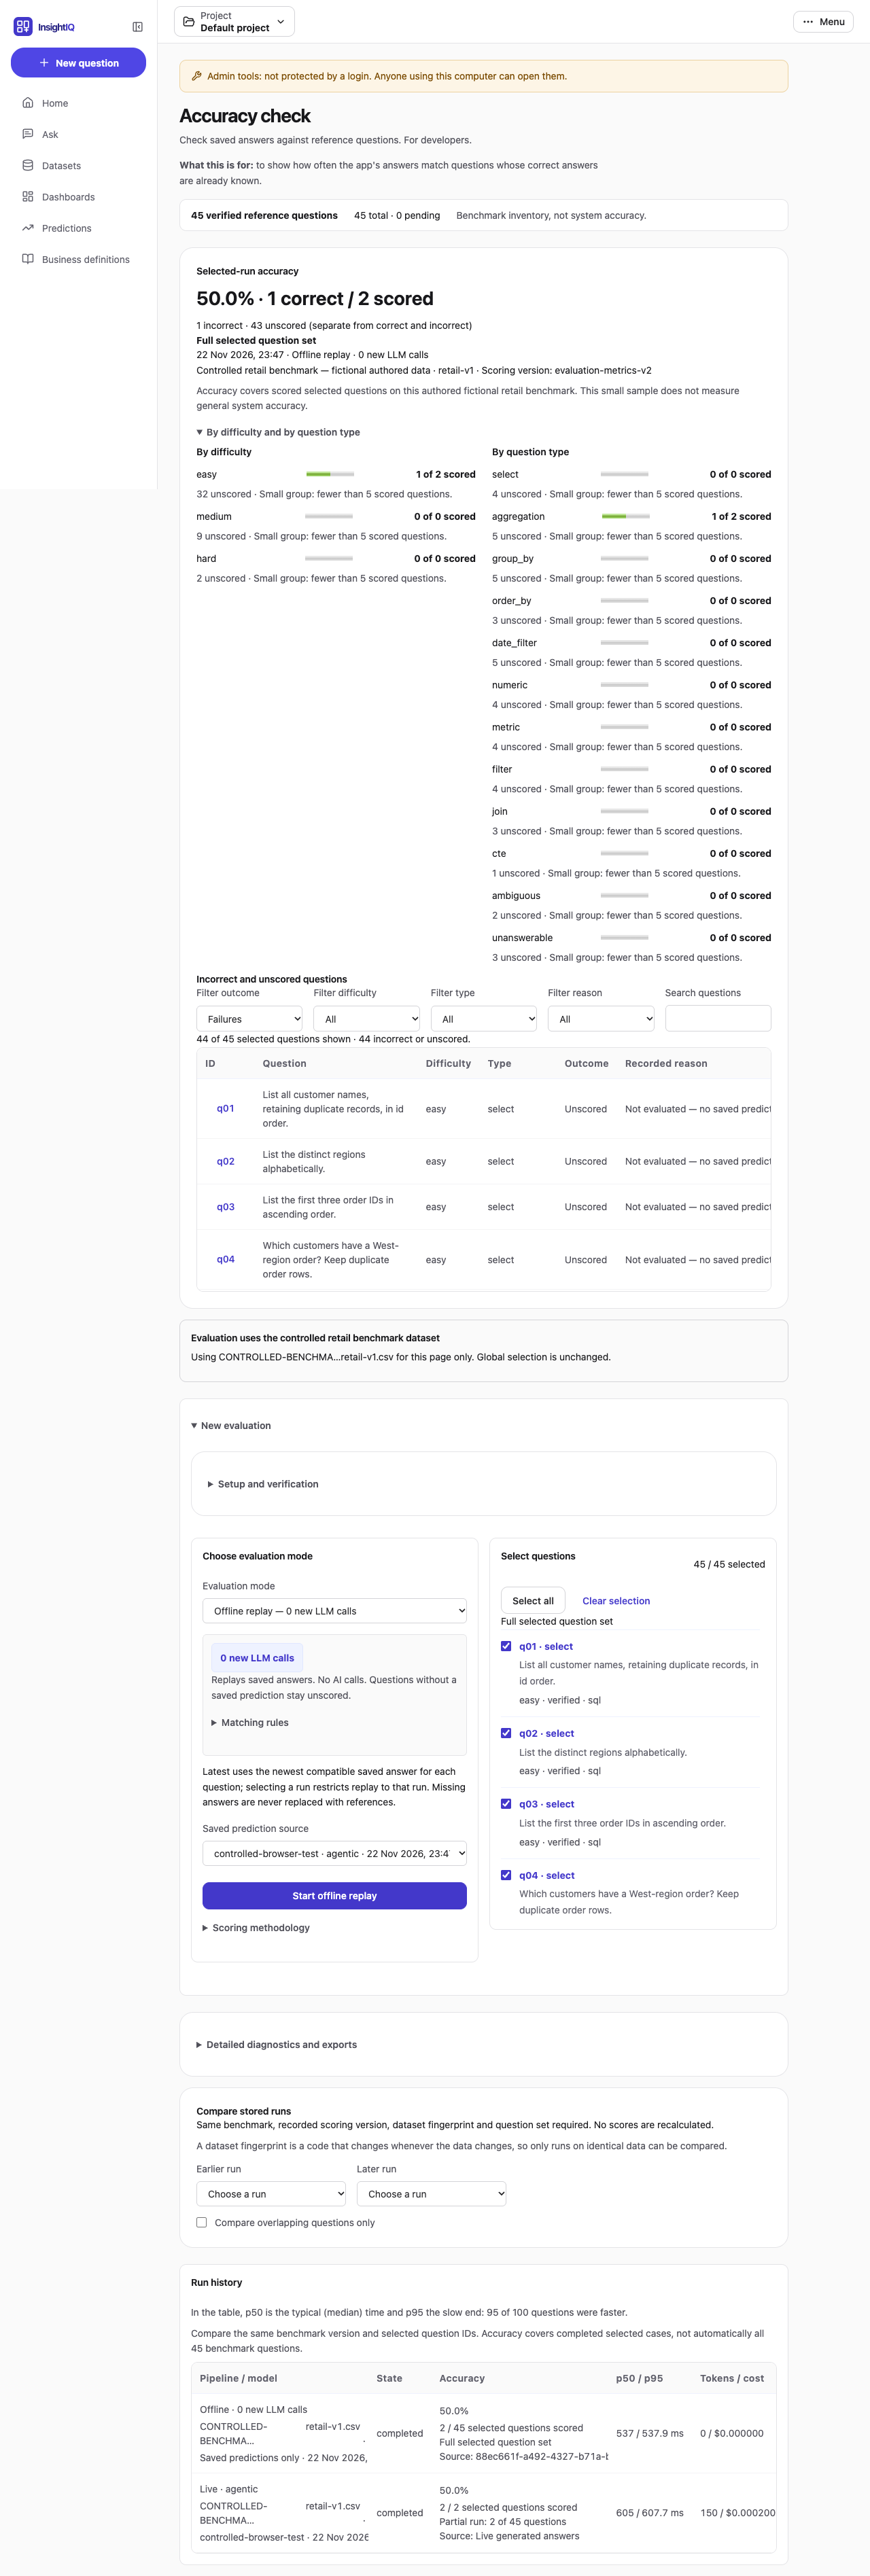 InsightIQ
New question
Home
Ask
Datasets
Dashboards
Predictions
Business definitions
Project
Default project
Menu
Admin tools: not protected by a login. Anyone using this computer can open them.
Accuracy check
Check saved answers against reference questions. For developers.
What this is for: to show how often the app's answers match questions whose correct answers
are already known.
45 verified reference questions 45 total · 0 pending Benchmark inventory, not system accuracy.
Selected-run accuracy
50.0% · 1 correct / 2 scored
1 incorrect · 43 unscored (separate from correct and incorrect)
Full selected question set
22 Nov 2026, 23:47 · Offline replay · 0 new LLM calls
Controlled retail benchmark — fictional authored data · retail-v1 · Scoring version: evaluation-metrics-v2
Accuracy covers scored selected questions on this authored fictional retail benchmark. This small sample does not measure
general system accuracy.
▼ By difficulty and by question type
By difficulty
easy 1 of 2 scored
32 unscored · Small group: fewer than 5 scored questions.
medium 0 of 0 scored
9 unscored · Small group: fewer than 5 scored questions.
hard 0 of 0 scored
2 unscored · Small group: fewer than 5 scored questions.
By question type
select 0 of 0 scored
4 unscored · Small group: fewer than 5 scored questions.
aggregation 1 of 2 scored
5 unscored · Small group: fewer than 5 scored questions.
group_by 0 of 0 scored
5 unscored · Small group: fewer than 5 scored questions.
order_by 0 of 0 scored
3 unscored · Small group: fewer than 5 scored questions.
date_filter 0 of 0 scored
5 unscored · Small group: fewer than 5 scored questions.
numeric 0 of 0 scored
4 unscored · Small group: fewer than 5 scored questions.
metric 0 of 0 scored
4 unscored · Small group: fewer than 5 scored questions.
filter 0 of 0 scored
4 unscored · Small group: fewer than 5 scored questions.
join 0 of 0 scored
3 unscored · Small group: fewer than 5 scored questions.
cte 0 of 0 scored
1 unscored · Small group: fewer than 5 scored questions.
ambiguous 0 of 0 scored
2 unscored · Small group: fewer than 5 scored questions.
unanswerable 0 of 0 scored
3 unscored · Small group: fewer than 5 scored questions.
Incorrect and unscored questions
Filter outcome Filter difficulty Filter type Filter reason Search questions
Failures All All All
44 of 45 selected questions shown · 44 incorrect or unscored.
ID Question Difficulty Type Outcome Recorded reason
q01 List all customer names,
retaining duplicate records, in id
order. easy select Unscored Not evaluated — no saved predict
q02 List the distinct regions
alphabetically. easy select Unscored Not evaluated — no saved predict
q03 List the first three order IDs in
ascending order. easy select Unscored Not evaluated — no saved predict
q04 Which customers have a West-
region order? Keep duplicate
order rows. easy select Unscored Not evaluated — no saved predict
Evaluation uses the controlled retail benchmark dataset
Using CONTROLLED-BENCHMA...retail-v1.csv for this page only. Global selection is unchanged.
▼ New evaluation
▶ Setup and verification
Choose evaluation mode
Evaluation mode
Offline replay — 0 new LLM calls
0 new LLM calls
Replays saved answers. No AI calls. Questions without a
saved prediction stay unscored.
▶ Matching rules
Latest uses the newest compatible saved answer for each
question; selecting a run restricts replay to that run. Missing
answers are never replaced with references.
Saved prediction source
controlled-browser-test · agentic · 22 Nov 2026, 23:4
Start offline replay
▶ Scoring methodology
Select questions
45 / 45 selected
Select all Clear selection
Full selected question set
q01 · select
List all customer names, retaining duplicate records, in
id order.
easy · verified · sql
q02 · select
List the distinct regions alphabetically.
easy · verified · sql
q03 · select
List the first three order IDs in ascending order.
easy · verified · sql
q04 · select
Which customers have a West-region order? Keep
duplicate order rows.
▶ Detailed diagnostics and exports
Compare stored runs
Same benchmark, recorded scoring version, dataset fingerprint and question set required. No scores are recalculated.
A dataset fingerprint is a code that changes whenever the data changes, so only runs on identical data can be compared.
Earlier run Later run
Choose a run Choose a run
Compare overlapping questions only
Run history
In the table, p50 is the typical (median) time and p95 the slow end: 95 of 100 questions were faster.
Compare the same benchmark version and selected question IDs. Accuracy covers completed selected cases, not automatically all
45 benchmark questions.
Pipeline / model State Accuracy p50 / p95 Tokens / cost
Offline · 0 new LLM calls
CONTROLLED-
BENCHMA... retail-v1.csv ·
Saved predictions only · 22 Nov 2026,
completed
50.0%
2 / 45 selected questions scored
Full selected question set
Source: 88ec661f-a492-4327-b71a-b
537 / 537.9 ms
0 / $0.000000
Live · agentic
CONTROLLED-
BENCHMA... retail-v1.csv ·
controlled-browser-test · 22 Nov 2026
completed
50.0%
2 / 2 selected questions scored
Partial run: 2 of 45 questions
Source: Live generated answers
605 / 607.7 ms
150 / $0.000200